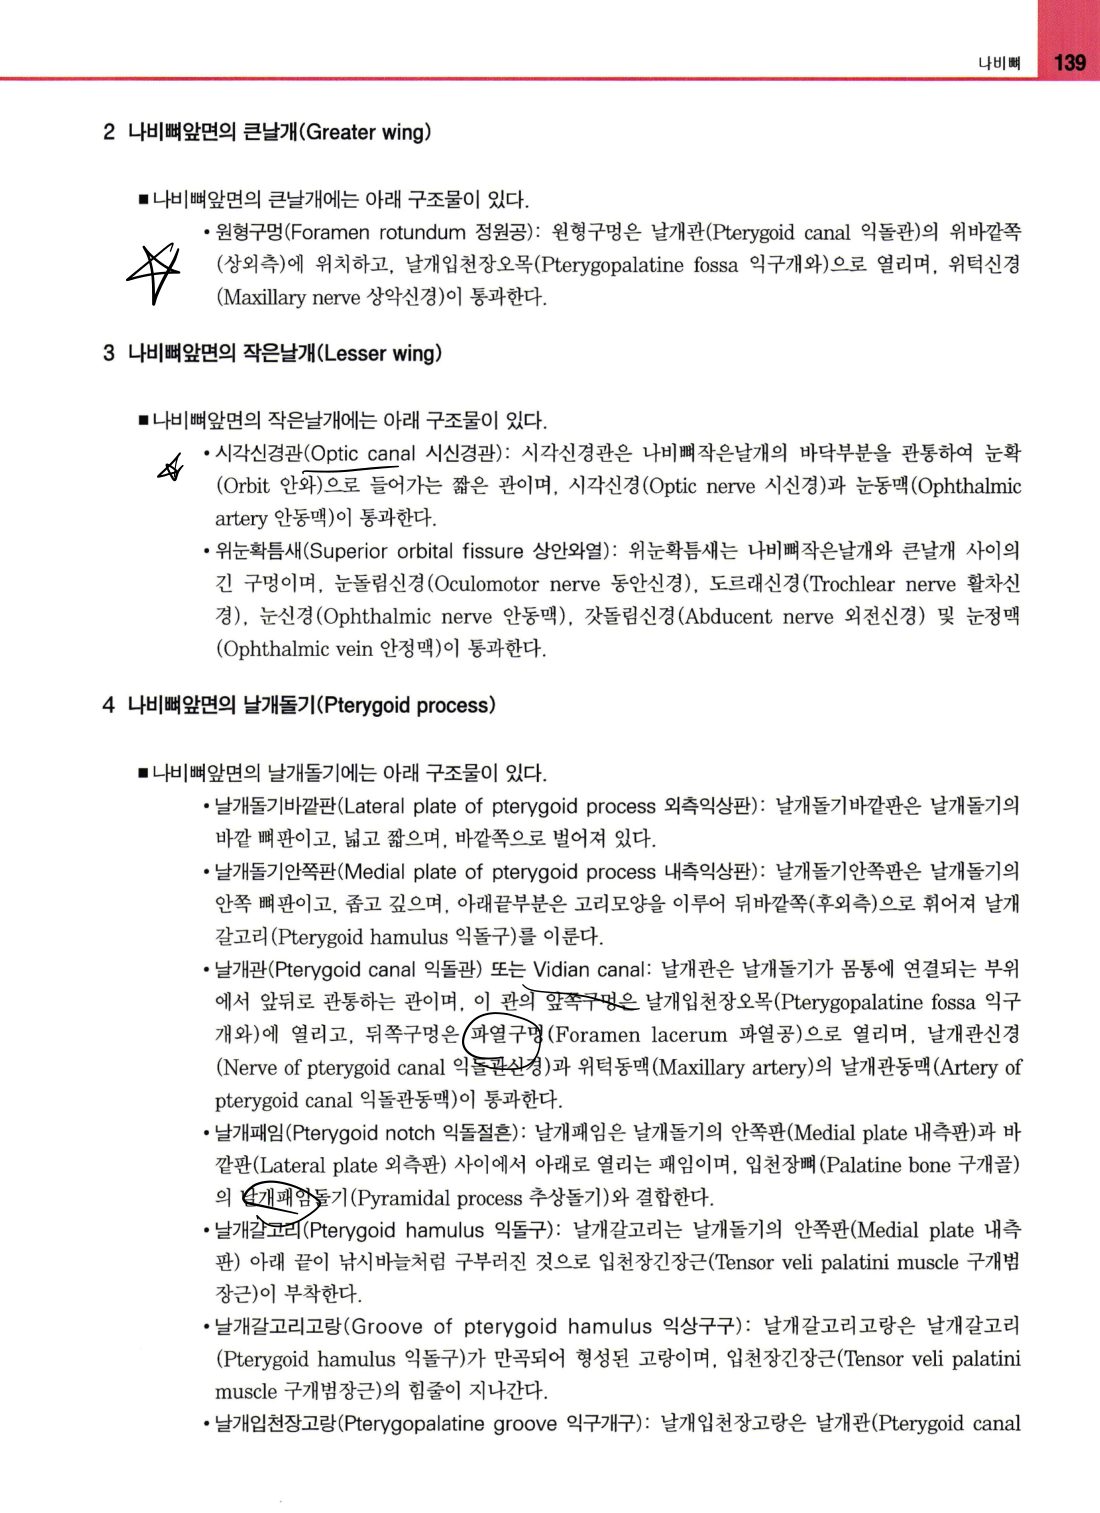 나비뼈 139
2 나비뼈앞면의 큰날개(Greater wing)
■ 나비뼈앞면의 큰날개에는 아래 구조물이 있다.
• 원형구멍(Foramen rotundum 정원공): 원형구멍은 날개관(Pterygoid canal 익돌관)의 위바깥쪽
(상외측)에 위치하고, 날개입천장오목(Pterygopalatine fossa 익구개와)으로 열리며, 위턱신경
(Maxillary nerve 상악신경)이 통과한다.
3 나비뼈앞면의 작은날개(Lesser wing)
■ 나비뼈앞면의 작은날개에는 아래 구조물이 있다.
• 시각신경관(Optic canal 시신경관): 시각신경관은 나비뼈작은날개의 바닥부분을 관통하여 눈확
(Orbit 안와)으로 들어가는 짧은 관이며, 시각신경(Optic nerve 시신경)과 눈동맥(Ophthalmic
artery 안동맥)이 통과한다.
• 위눈확틈새(Superior orbital fissure 상안와열): 위눈확틈새는 나비뼈작은날개와 큰날개 사이의
긴 구멍이며, 눈돌림신경(Oculomotor nerve 동안신경), 도르래신경(Trochlear nerve 활차신
경), 눈신경(Ophthalmic nerve 안동맥), 갓돌림신경(Abducent nerve 외전신경) 및 눈정맥
(Ophthalmic vein 안정맥)이 통과한다.
4 나비뼈앞면의 날개돌기(Pterygoid process)
■ 나비뼈앞면의 날개돌기에는 아래 구조물이 있다.
• 날개돌기바깥판(Lateral plate of pterygoid process 외측익상판): 날개돌기바깥판은 날개돌기의
바깥 뼈판이고, 넓고 짧으며, 바깥쪽으로 벌어져 있다.
• 날개돌기안쪽판(Medial plate of pterygoid process 내측익상판): 날개돌기안쪽판은 날개돌기의
안쪽 뼈판이고, 좁고 깊으며, 아래끝부분은 고리모양을 이루어 뒤바깥쪽(후외측)으로 휘어져 날개
갈고리(Pterygoid hamulus 익돌구)를 이룬다.
• 날개관(Pterygoid canal 익돌관) 또는 Vidian canal: 날개관은 날개돌기가 몸통에 연결되는 부위
에서 앞뒤로 관통하는 관이며, 이 관의 앞쪽구멍은 날개입천장오목(Pterygopalatine fossa 익구
개와)에 열리고, 뒤쪽구멍은 파열구멍(Foramen lacerum 파열공)으로 열리며, 날개관신경
(Nerve of pterygoid canal 익돌관신경)과 위턱동맥(Maxillary artery)의 날개관동맥(Artery of
pterygoid canal 익돌관동맥)이 통과한다.
• 날개패임(Pterygoid notch 익돌절흔): 날개패임은 날개돌기의 안쪽판(Medial plate 내측판)과 바
깥판(Lateral plate 외측판) 사이에서 아래로 열리는 패임이며, 입천장뼈(Palatine bone 구개골)
의 날개패임돌기(Pyramidal process 추상돌기)와 결합한다.
• 날개갈고리(Pterygoid hamulus 익돌구): 날개갈고리는 날개돌기의 안쪽판(Medial plate 내측
판) 아래 끝이 낚시바늘처럼 구부러진 것으로 입천장긴장근(Tensor veli palatini muscle 구개범
장근)이 부착한다.
• 날개갈고리고랑(Groove of pterygoid hamulus 익상구구): 날개갈고리고랑은 날개갈고리
(Pterygoid hamulus 익돌구)가 만곡되어 형성된 고랑이며, 입천장긴장근(Tensor veli palatini
muscle 구개범장근)의 힘줄이 지나간다.
• 날개입천장고랑(Pterygopalatine groove 익구개구): 날개입천장고랑은 날개관(Pterygoid canal